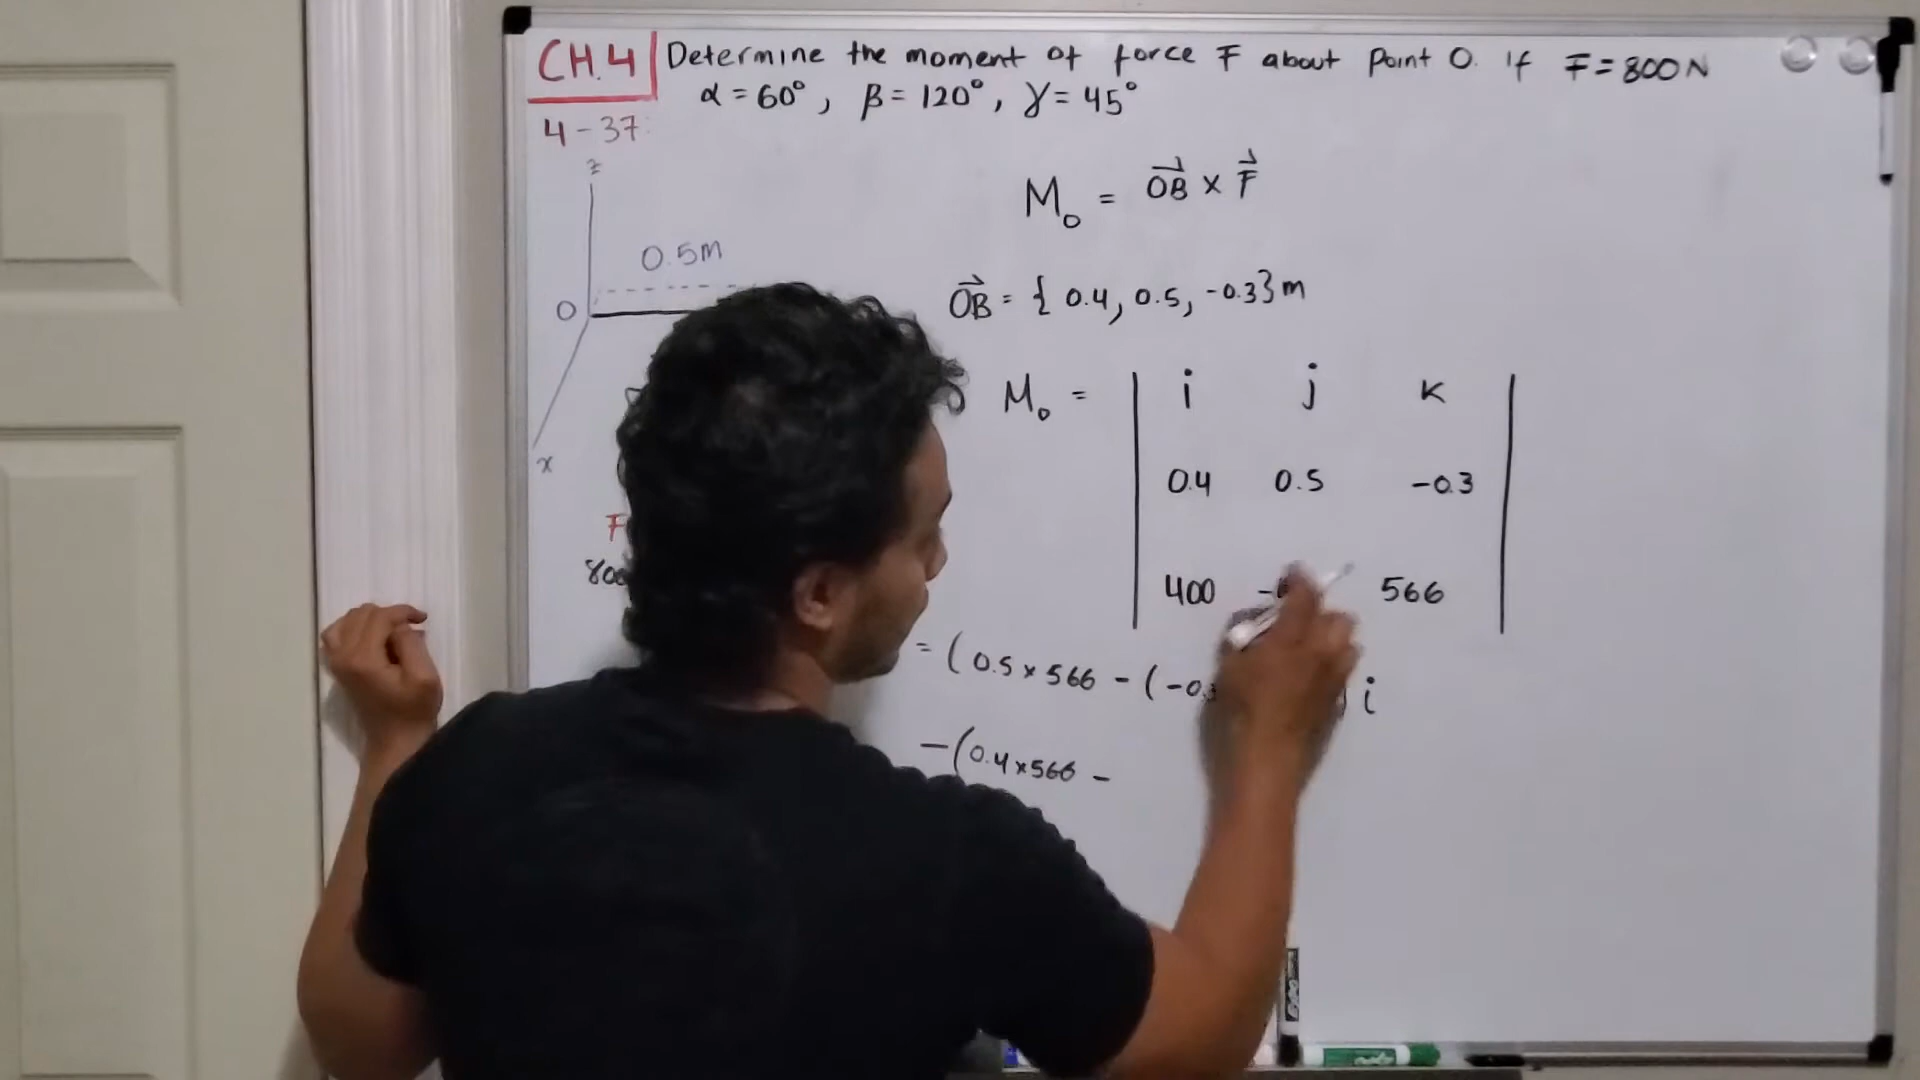 CH.4 Determine the moment of force F about Point O. If F = 800N
α = 60°, β = 120°, γ = 45°
4-37:
M₀ = OB × F
z
0.5m
O
OB = { 0.4, 0.5, -0.3}m
x
M₀ =
i j k
0.4 0.5 -0.3
400 566
F
800
= (0.5 × 566 - (-0.3 i
-(0.4×566 -